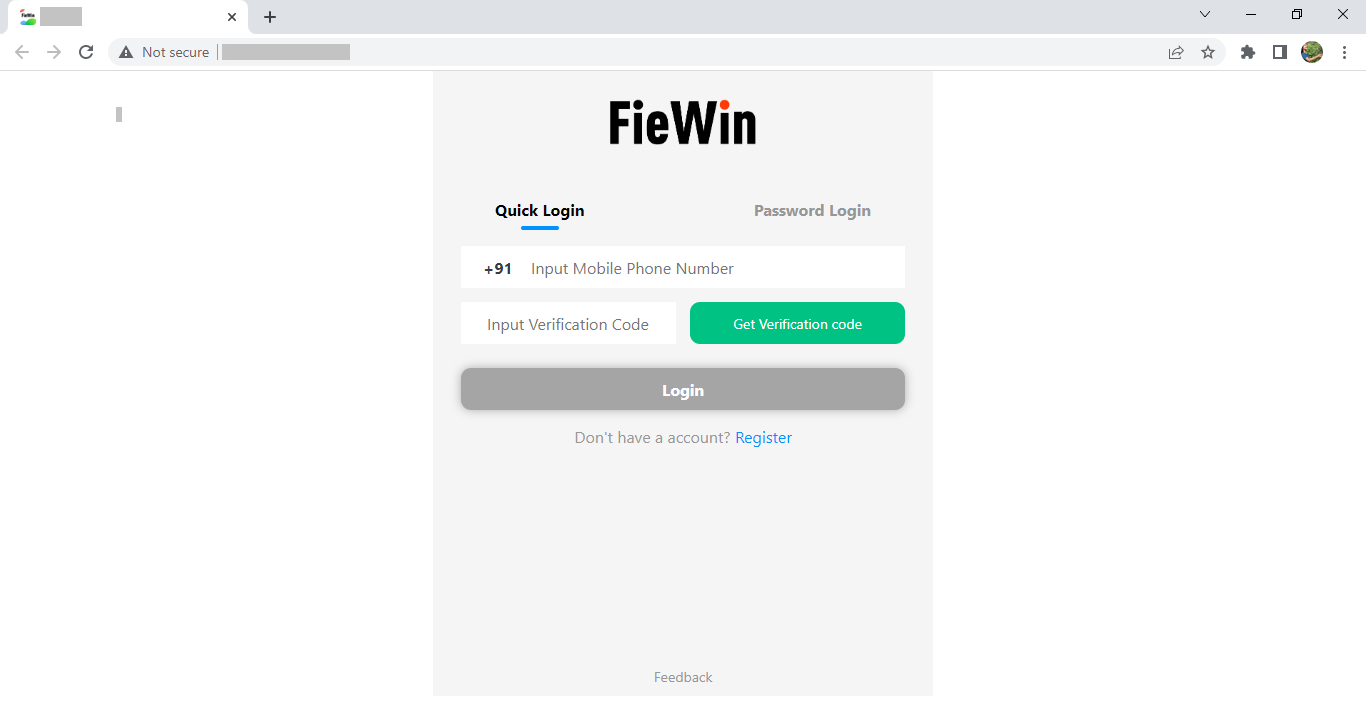 FieWin
Not secure
FieWin
Quick Login
Password Login
+91 Input Mobile Phone Number
Input Verification Code
Get Verification code
Login
Don't have a account? Register
Feedback